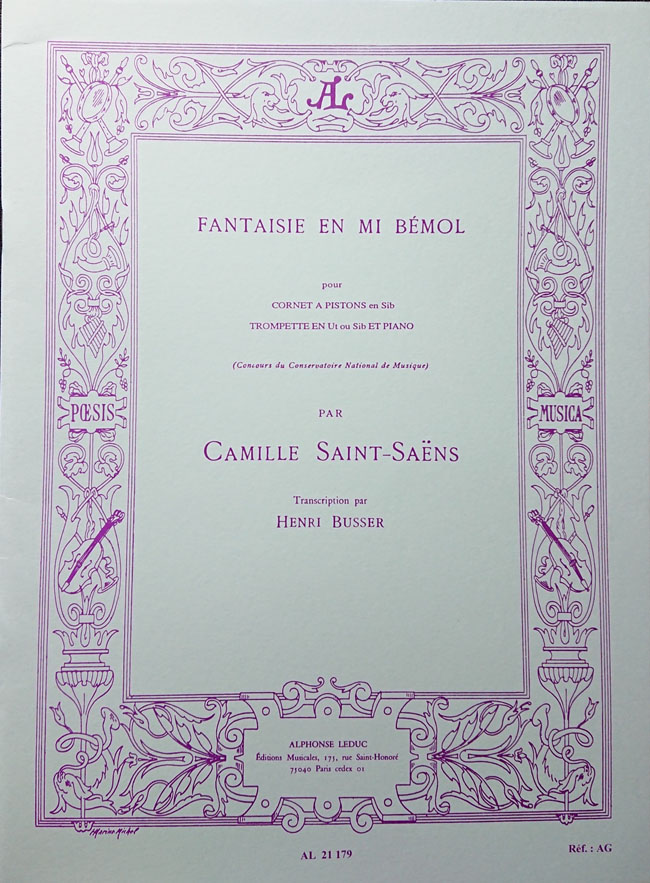 AL
FANTAISIE EN MI BÉMOL
pour
CORNET A PISTONS en Sib
TROMPETTE EN Ut ou Sib ET PIANO
(Concours du Conservatoire National de Musique)
PŒSIS
MUSICA
PAR
CAMILLE SAINT-SAËNS
Transcription par
HENRI BUSSER
ALPHONSE LEDUC
Éditions Musicales, 175, rue Saint-Honoré
75040 Paris cedex 01
Marino Michel
AL 21 179
Réf. : AG